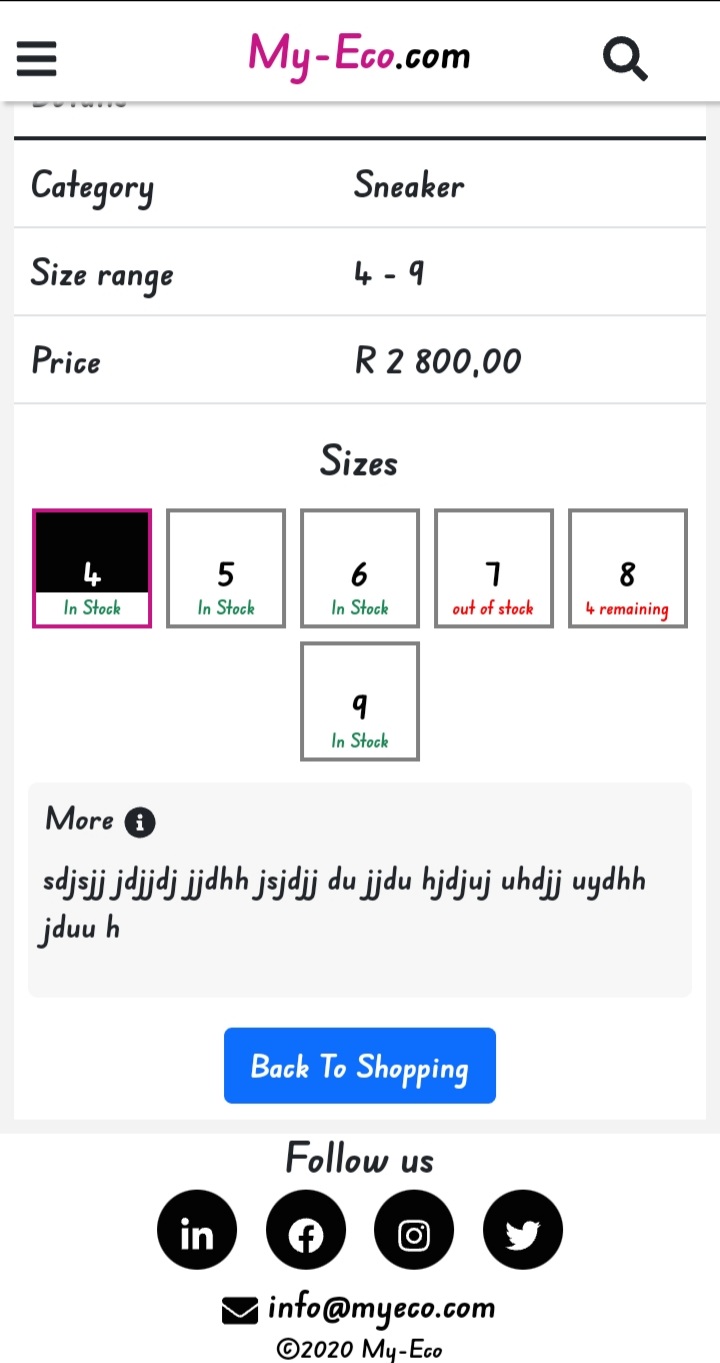 My-Eco.com
Category Sneaker
Size range 4 - 9
Price R 2 800,00
Sizes
4 5 6 7 8
In Stock In Stock In Stock out of stock 4 remaining
9
In Stock
More
sdjsjj jdjjdj jjdhh jsjdjj du jjdu hjdjuj uhdjj uydhh
jduu h
Back To Shopping
Follow us
info@myeco.com
©2020 My-Eco